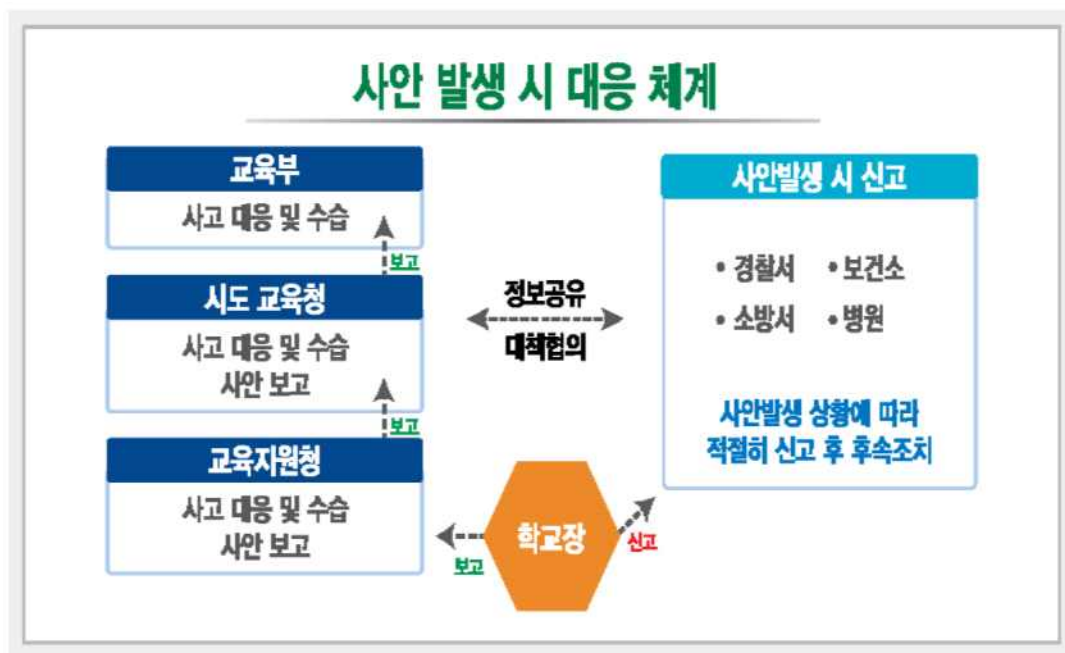 사안 발생 시 대응 체계
교육부
사고 대응 및 수습
보고
시도 교육청
사고 대응 및 수습
사안 보고
보고
교육지원청
사고 대응 및 수습
사안 보고
정보공유
대책협의
보고
학교장
신고
사안발생 시 신고
• 경찰서 • 보건소
• 소방서 • 병원
사안발생 상황에 따라
적절히 신고 후 후속조치